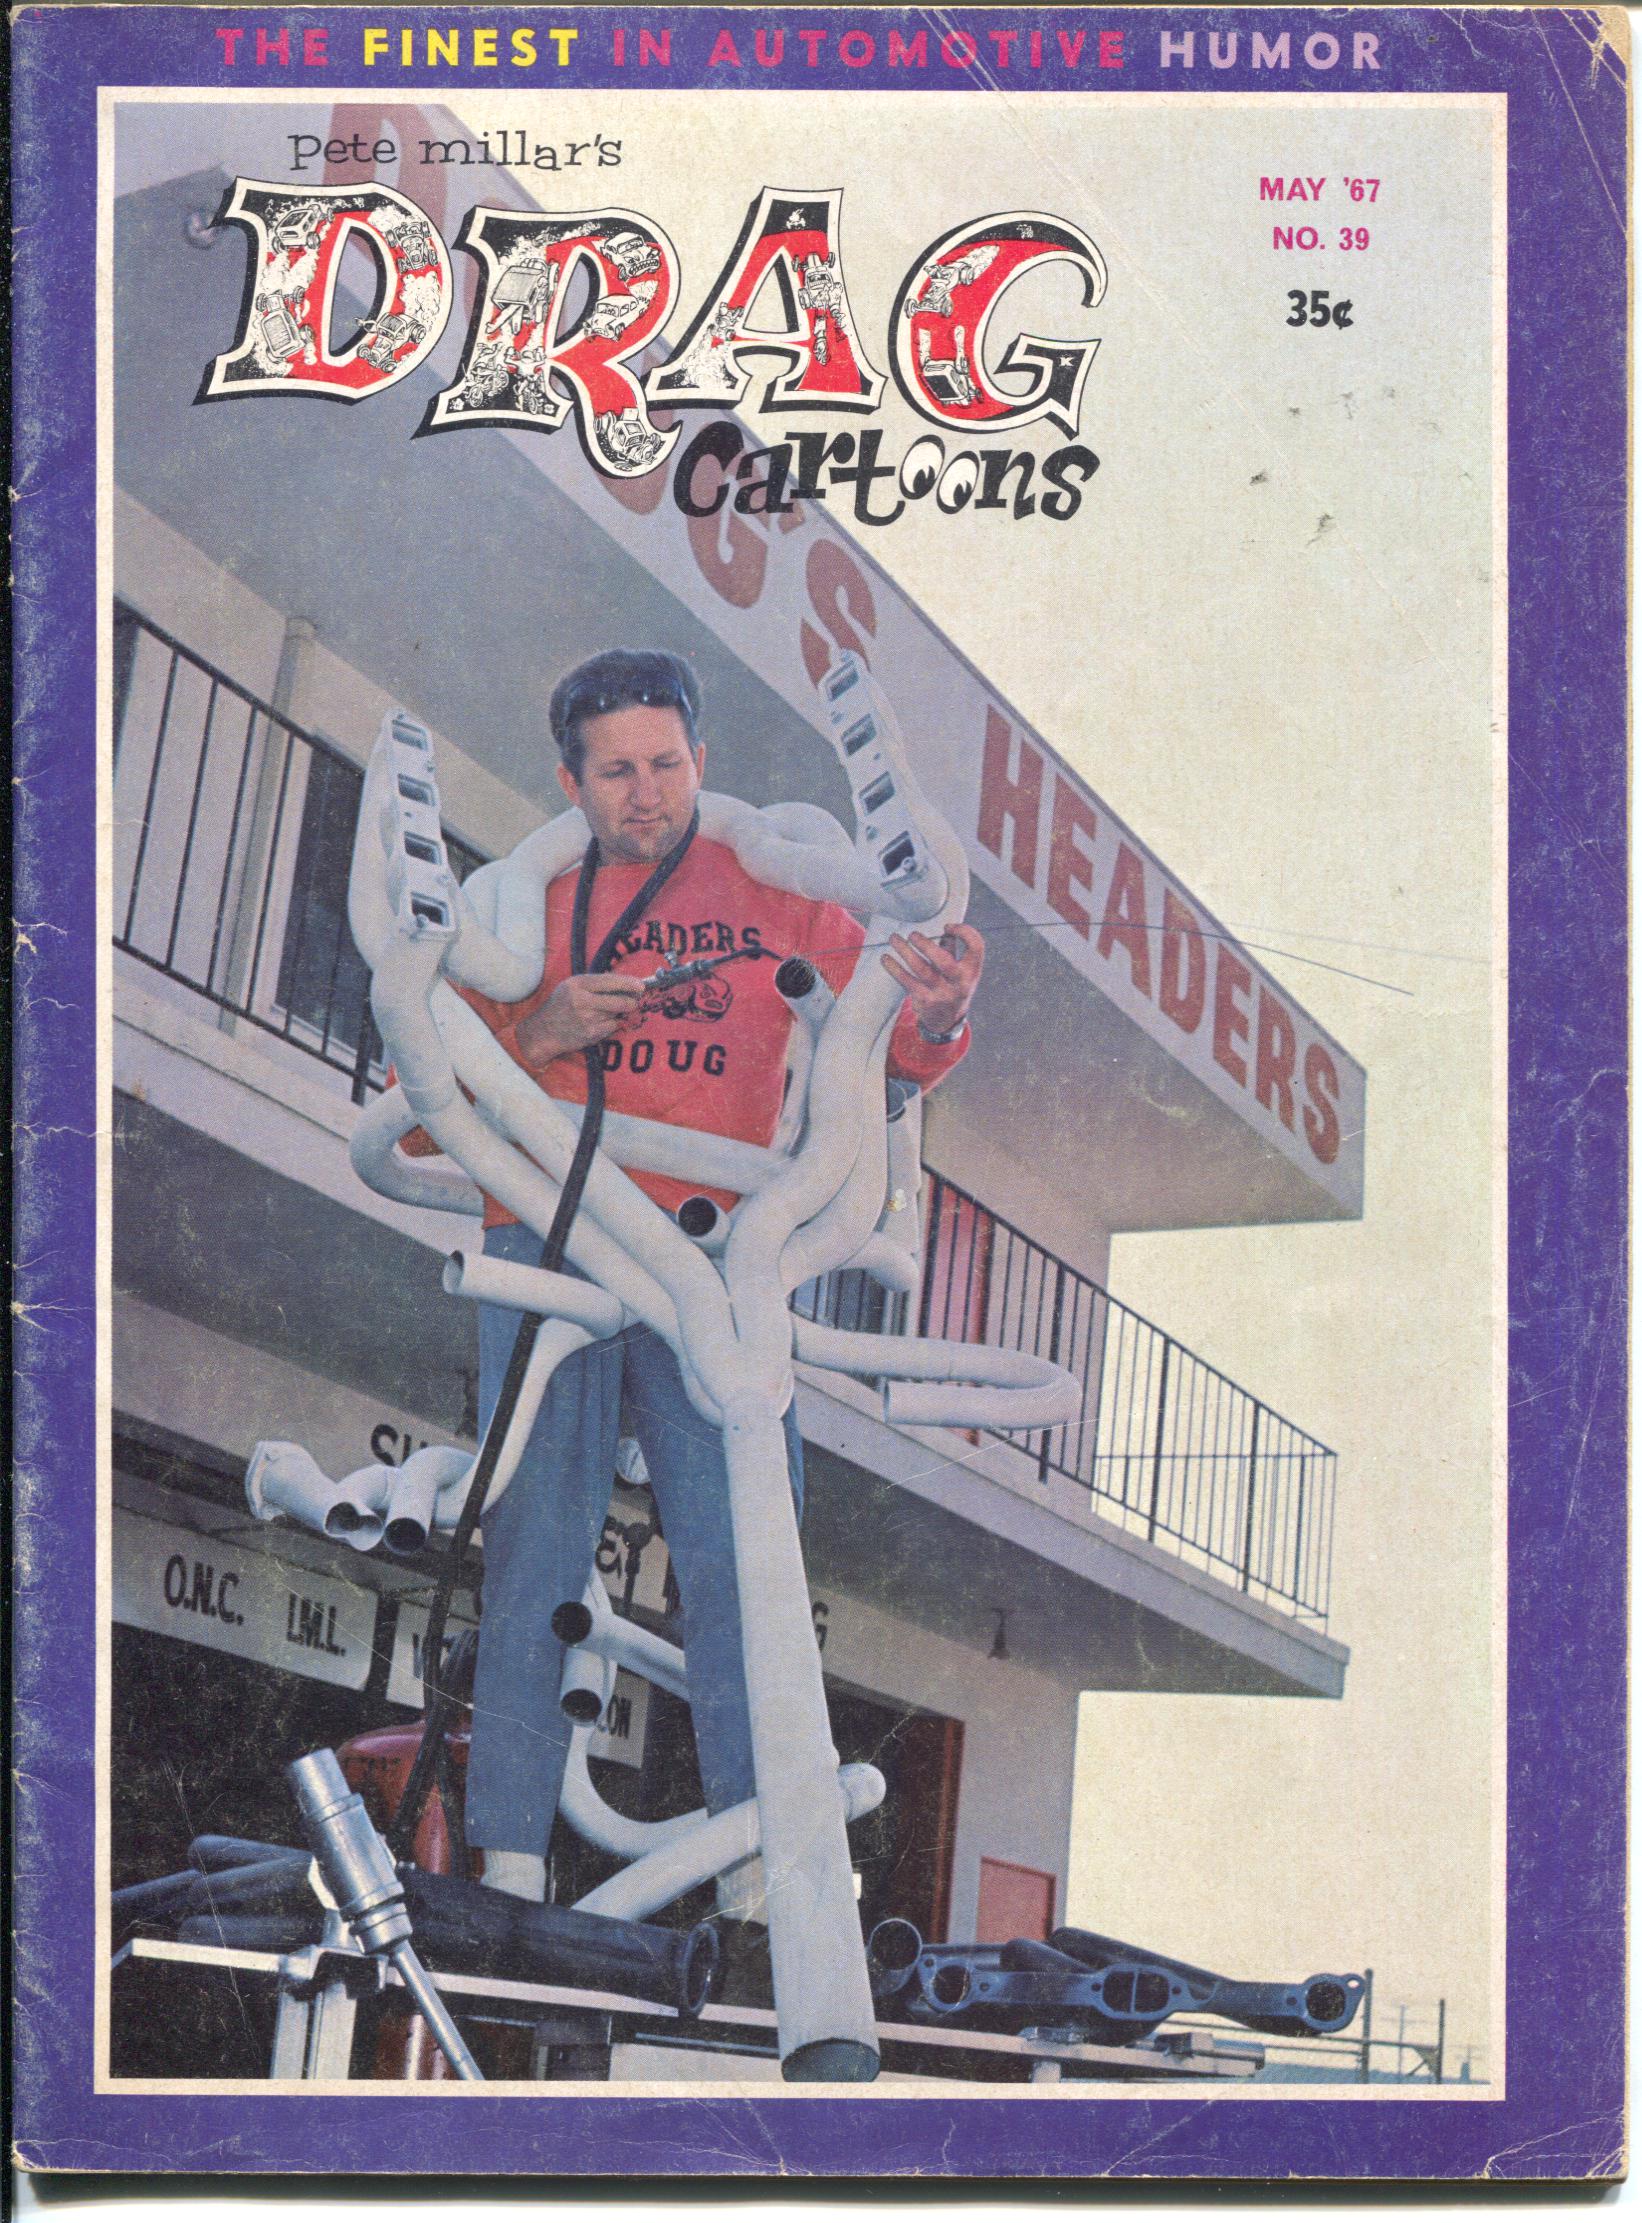 THE FINEST IN AUTOMOTIVE HUMOR
pete millar's
DRAG
cartoons
MAY '67
NO. 39
35¢
HEADERS
HEADERS
DOUG
O.N.C.
I.M.L.